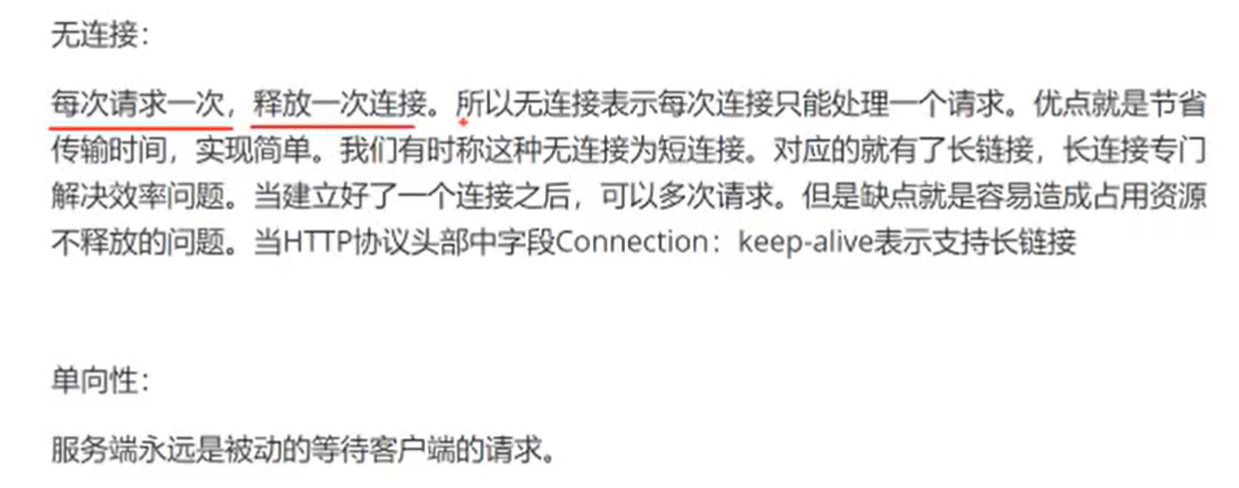 无连接：
每次请求一次，释放一次连接。所以无连接表示每次连接只能处理一个请求。优点就是节省
传输时间，实现简单。我们有时称这种无连接为短连接。对应的就有了长链接，长连接专门
解决效率问题。当建立好了一个连接之后，可以多次请求。但是缺点就是容易造成占用资源
不释放的问题。当HTTP协议头部中字段Connection：keep-alive表示支持长链接
单向性：
服务端永远是被动的等待客户端的请求。